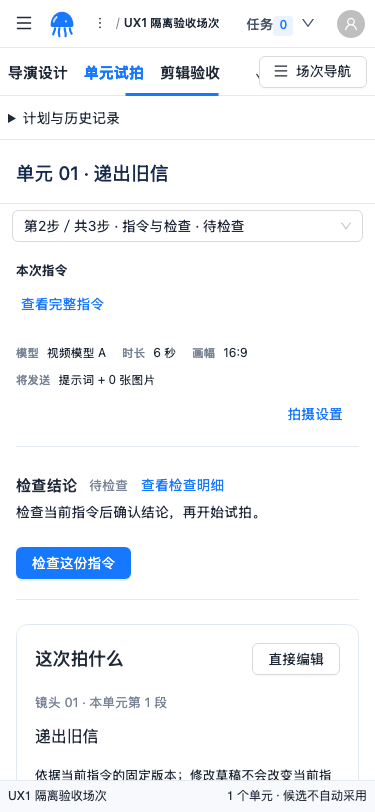 ⋮ / UX1 隔离验收场次 任务 0
导演设计 单元试拍 剪辑验收 场次导航
计划与历史记录
单元 01 · 递出旧信
第2步 / 共3步 · 指令与检查 · 待检查
本次指令
查看完整指令
模型 视频模型 A 时长 6 秒 画幅 16:9
将发送 提示词 + 0 张图片
拍摄设置
检查结论 待检查 查看检查明细
检查当前指令后确认结论，再开始试拍。
检查这份指令
这次拍什么 直接编辑
镜头 01 · 本单元第 1 段
递出旧信
依据当前指令的固定版本；修改草稿不会改变当前指
UX1 隔离验收场次 1 个单元 · 候选不自动采用